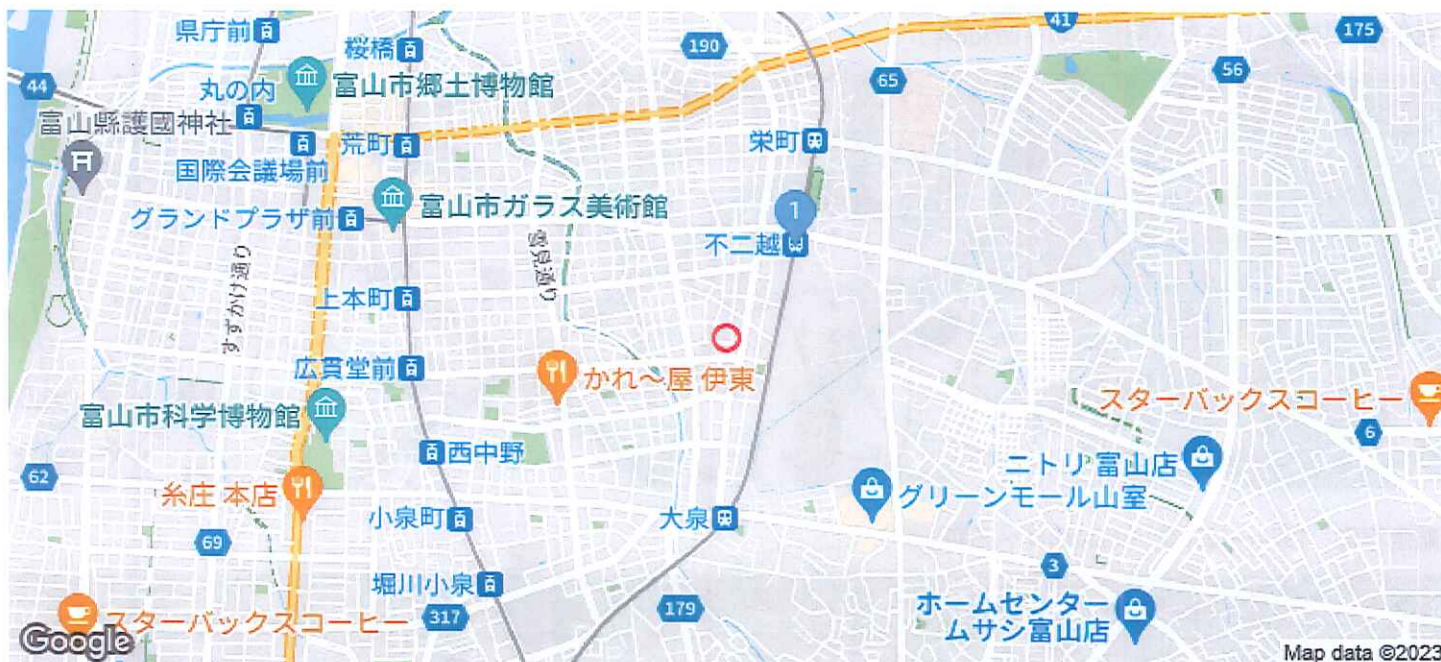 県庁前
桜橋
190
41
175
44
丸の内
富山市郷土博物館
65
56
富山縣護國神社
荒町
栄町
国際会議場前
グランドプラザ前
富山市ガラス美術館
1
不二越
すずかけ通り
雪見通り
上本町
広貫堂前
かれ〜屋 伊東
スターバックスコーヒー
富山市科学博物館
6
西中野
ニトリ 富山店
62
糸庄 本店
グリーンモール山室
小泉町
大泉
69
3
堀川小泉
317
179
ホームセンター
ムサシ富山店
スターバックスコーヒー
Google
Map data ©2023